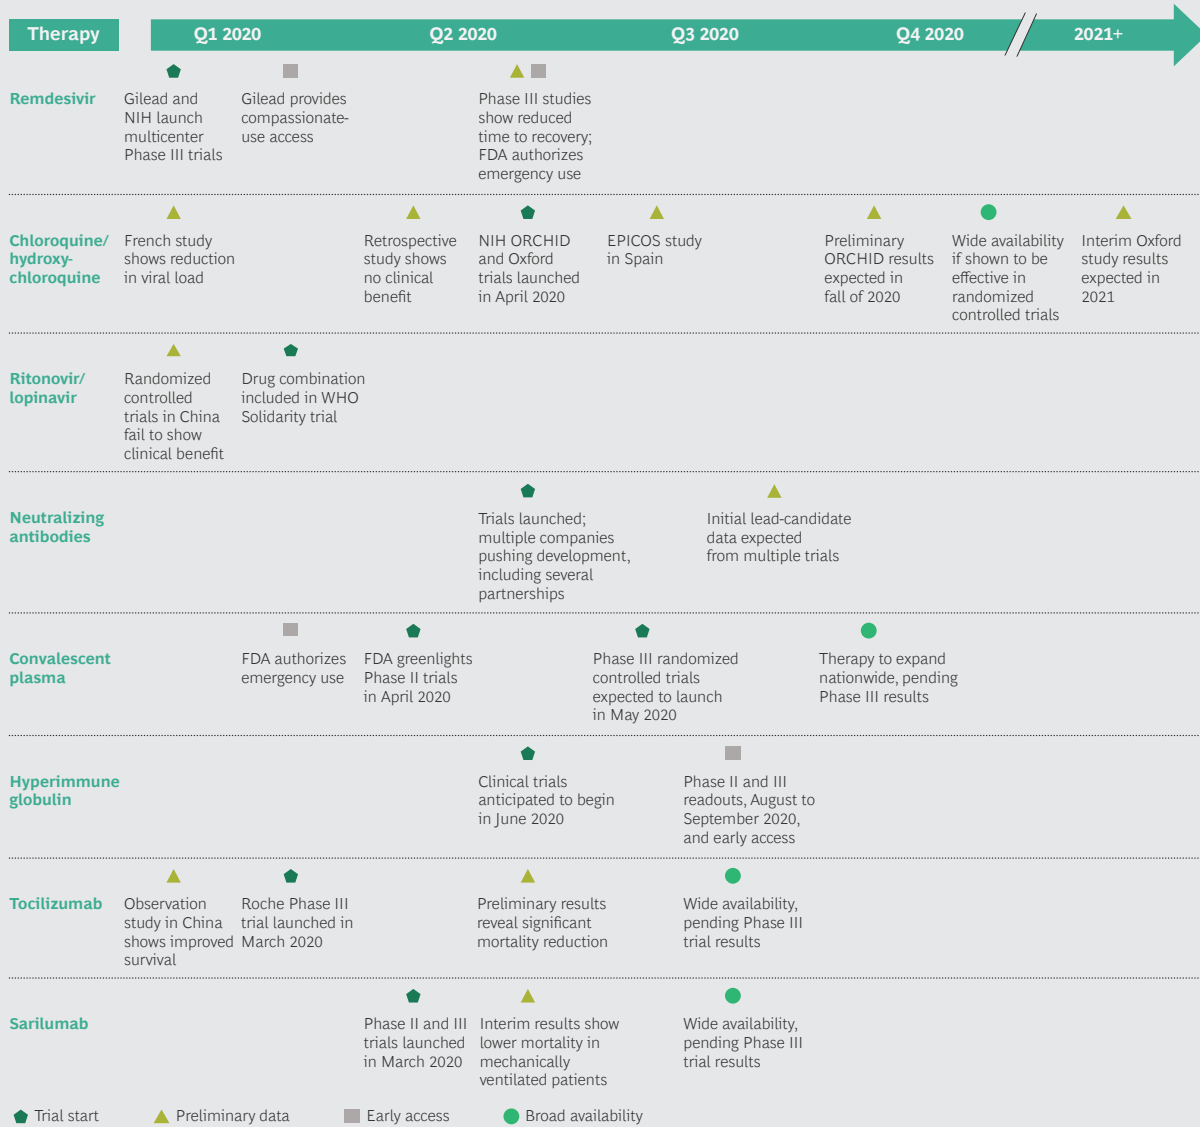 Therapy
Q1 2020
Q2 2020
Q3 2020
Q4 2020
2021+
Remdesivir
Gilead and
NIH launch
multicenter
Phase III trials
Gilead provides
compassionate-
use access
Phase III studies
show reduced
time to recovery;
FDA authorizes
emergency use
Chloroquine/
hydroxy-
chloroquine
French study
shows reduction
in viral load
Retrospective
study shows
no clinical
benefit
NIH ORCHID
and Oxford
trials launched
in April 2020
EPICOS study
in Spain
Preliminary
ORCHID results
expected in
fall of 2020
Wide availability
if shown to be
effective in
randomized
controlled trials
Interim Oxford
study results
expected in
2021
Ritonovir/
lopinavir
Randomized
controlled
trials in China
fail to show
clinical benefit
Drug combination
included in WHO
Solidarity trial
Neutralizing
antibodies
Trials launched;
multiple companies
pushing development,
including several
partnerships
Initial lead-candidate
data expected
from multiple trials
Convalescent
plasma
FDA authorizes
emergency use
FDA greenlights
Phase II trials
in April 2020
Phase III randomized
controlled trials
expected to launch
in May 2020
Therapy to expand
nationwide, pending
Phase III results
Hyperimmune
globulin
Clinical trials
anticipated to begin
in June 2020
Phase II and III
readouts, August to
September 2020,
and early access
Tocilizumab
Observation
study in China
shows improved
survival
Roche Phase III
trial launched in
March 2020
Preliminary results
reveal significant
mortality reduction
Wide availability,
pending Phase III
trial results
Sarilumab
Phase II and III
trials launched
in March 2020
Interim results show
lower mortality in
mechanically
ventilated patients
Wide availability,
pending Phase III
trial results
Trial start
Preliminary data
Early access
Broad availability